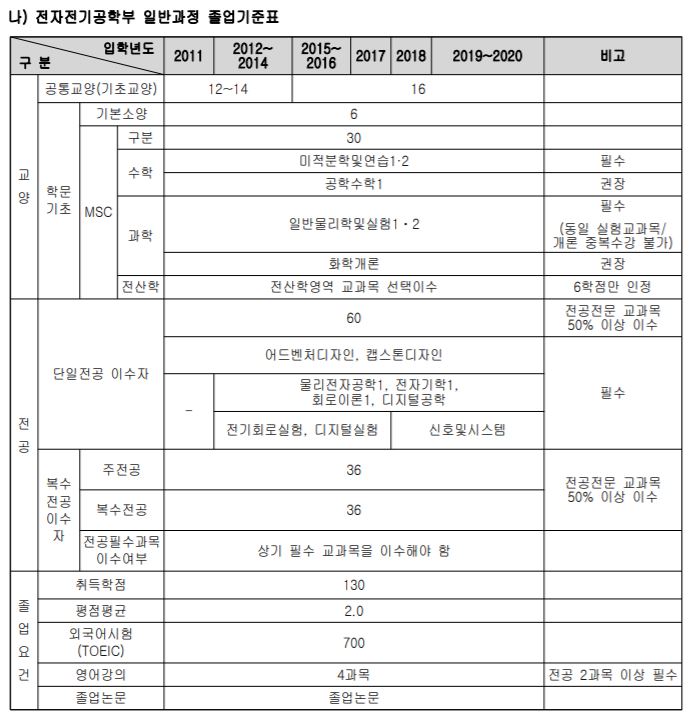 나) 전자전기공학부 일반과정 졸업기준표
입학년도
구 분
2011
2012~
2014
2015~
2016
2017
2018
2019~2020
비고
교
양
공통교양(기초교양)
12~14
16
학문
기초
기본소양
6
MSC
구분
30
수학
미적분학및연습1·2
필수
공학수학1
권장
과학
일반물리학및실험1·2
필수
(동일 실험교과목/
개론 중복수강 불가)
화학개론
권장
전산학
전산학영역 교과목 선택이수
6학점만 인정
전
공
단일전공 이수자
60
전공전문 교과목
50% 이상 이수
어드벤처디자인, 캡스톤디자인
필수
-
물리전자공학1, 전자기학1,
회로이론1, 디지털공학
전기회로실험, 디지털실험
신호및시스템
복수
전공
이수
자
주전공
36
전공전문 교과목
50% 이상 이수
복수전공
36
전공필수과목
이수여부
상기 필수 교과목을 이수해야 함
졸
업
요
건
취득학점
130
평점평균
2.0
외국어시험
(TOEIC)
700
영어강의
4과목
전공 2과목 이상 필수
졸업논문
졸업논문